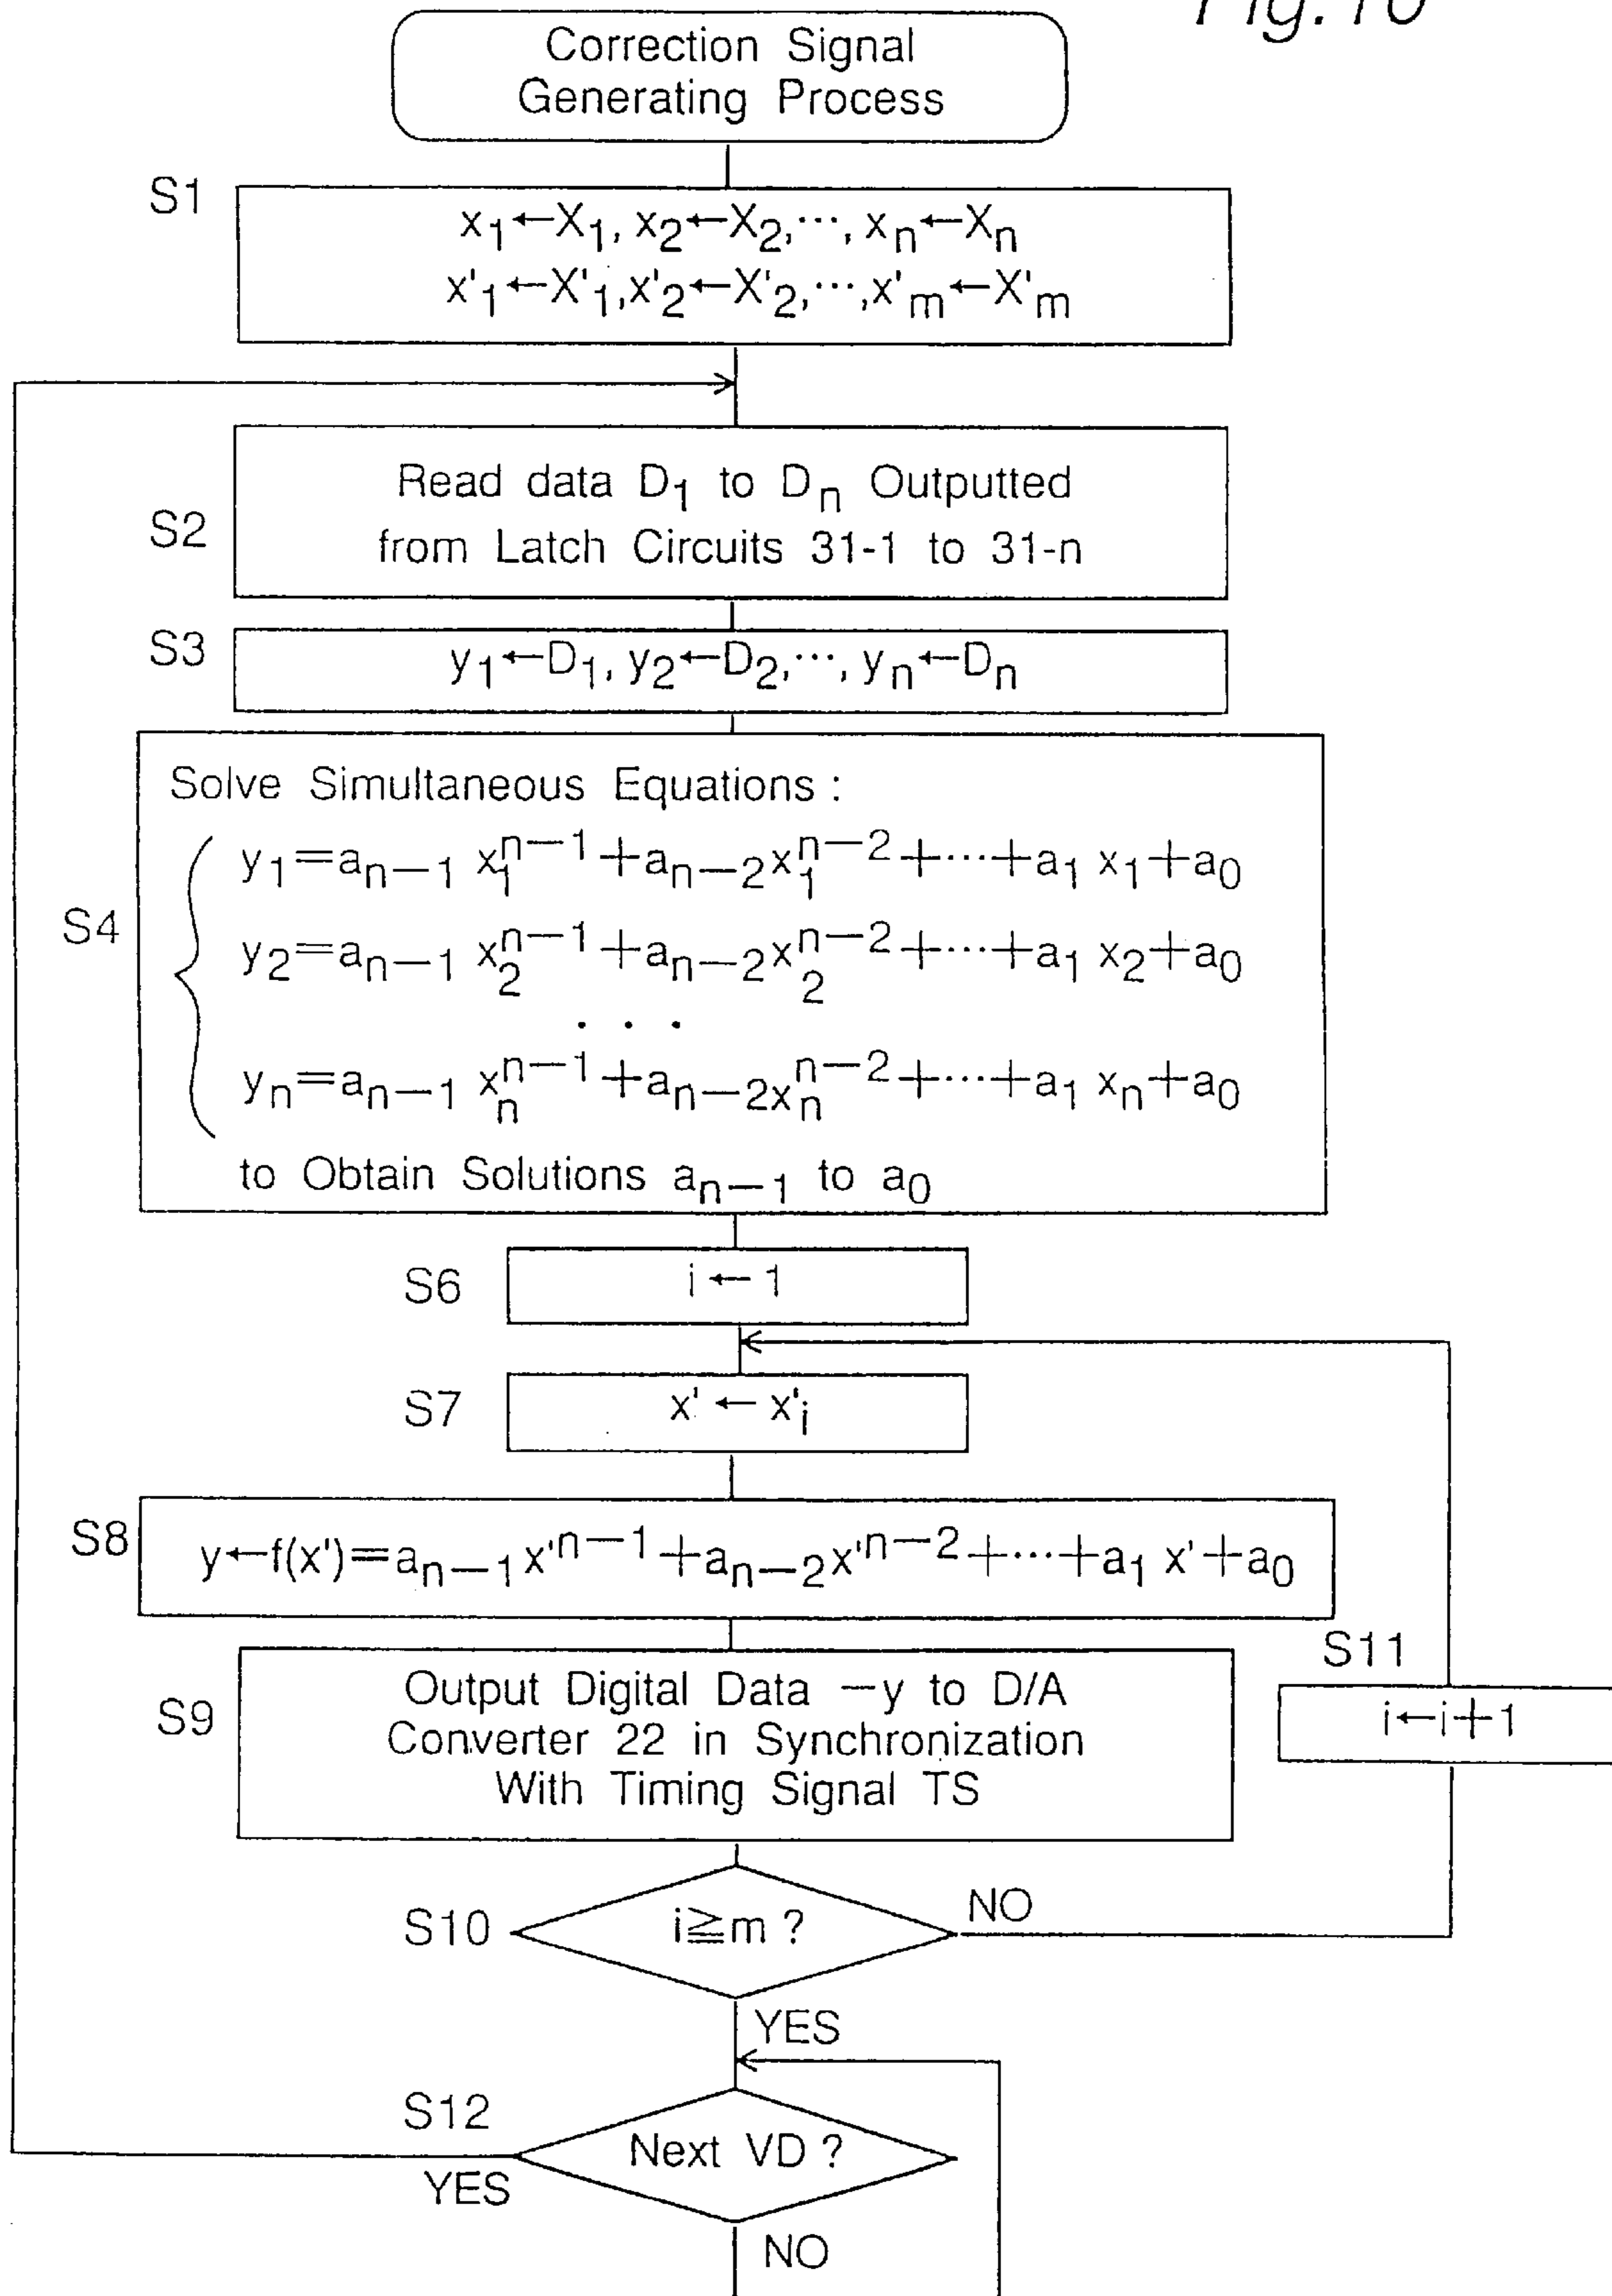 Fig. 10
Correction Signal
Generating Process
S1
x₁←X₁, x₂←X₂,⋯, xₙ←Xₙ
x'₁←X'₁,x'₂←X'₂,⋯,x'ₘ←X'ₘ
S2
Read data D₁ to Dₙ Outputted
from Latch Circuits 31-1 to 31-n
S3
y₁←D₁, y₂←D₂,⋯, yₙ←Dₙ
S4
Solve Simultaneous Equations :
y₁=aₙ₋₁ x₁ⁿ⁻¹+aₙ₋₂x₁ⁿ⁻²+⋯+a₁ x₁+a₀
y₂=aₙ₋₁ x₂ⁿ⁻¹+aₙ₋₂x₂ⁿ⁻²+⋯+a₁ x₂+a₀
. . .
yₙ=aₙ₋₁ xₙⁿ⁻¹+aₙ₋₂xₙⁿ⁻²+⋯+a₁ xₙ+a₀
to Obtain Solutions aₙ₋₁ to a₀
S6
i←1
S7
x'←x'ᵢ
S8
y←f(x')=aₙ₋₁x'ⁿ⁻¹+aₙ₋₂x'ⁿ⁻²+⋯+a₁ x'+a₀
S9
Output Digital Data −y to D/A
Converter 22 in Synchronization
With Timing Signal TS
S11
i←i+1
S10
i≧m ?
NO
YES
S12
Next VD ?
YES
NO